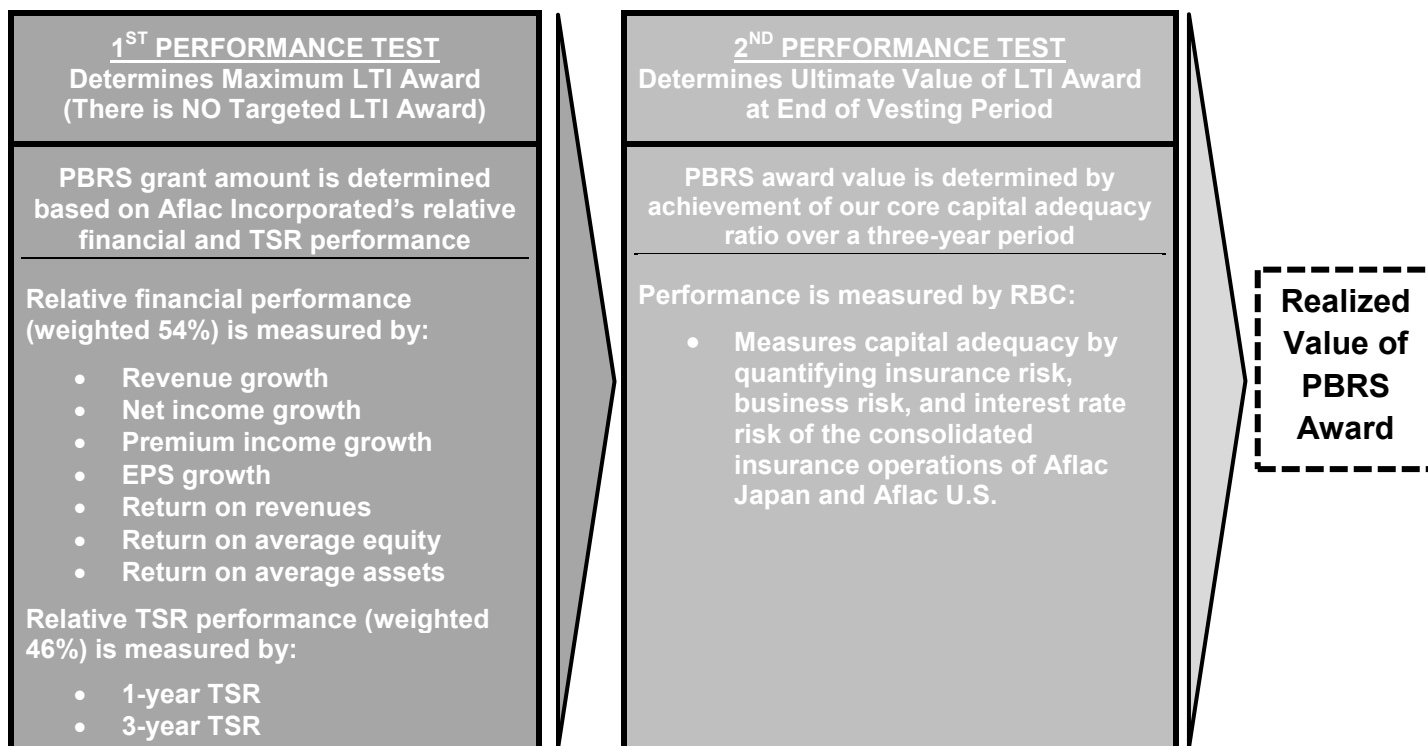 1ST PERFORMANCE TEST
Determines Maximum LTI Award
(There is NO Targeted LTI Award)
PBRS grant amount is determined
based on Aflac Incorporated's relative
financial and TSR performance
Relative financial performance
(weighted 54%) is measured by:
• Revenue growth
• Net income growth
• Premium income growth
• EPS growth
• Return on revenues
• Return on average equity
• Return on average assets
Relative TSR performance (weighted
46%) is measured by:
• 1-year TSR
• 3-year TSR
2ND PERFORMANCE TEST
Determines Ultimate Value of LTI Award
at End of Vesting Period
PBRS award value is determined by
achievement of our core capital adequacy
ratio over a three-year period
Performance is measured by RBC:
• Measures capital adequacy by
quantifying insurance risk,
business risk, and interest rate
risk of the consolidated
insurance operations of Aflac
Japan and Aflac U.S.
Realized
Value of
PBRS
Award